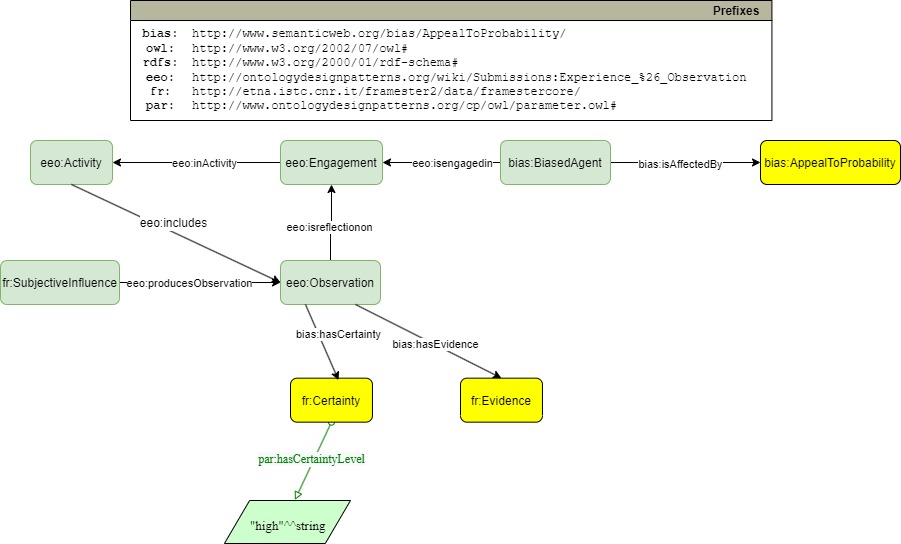 Prefixes
bias: http://www.semanticweb.org/bias/AppealToProbability/
owl: http://www.w3.org/2002/07/owl#
rdfs: http://www.w3.org/2000/01/rdf-schema#
eeo: http://ontologydesignpatterns.org/wiki/Submissions:Experience_%26_Observation
fr: http://etna.istc.cnr.it/framester2/data/framestercore/
par: http://www.ontologydesignpatterns.org/cp/owl/parameter.owl#
eeo:Activity
eeo:inActivity
eeo:Engagement
eeo:isengagedin
bias:BiasedAgent
bias:isAffectedBy
bias:AppealToProbability
eeo:includes
eeo:isreflectionon
fr:SubjectiveInfluence
eeo:producesObservation
eeo:Observation
bias:hasCertainty
bias:hasEvidence
fr:Certainty
fr:Evidence
par:hasCertaintyLevel
"high"^^string